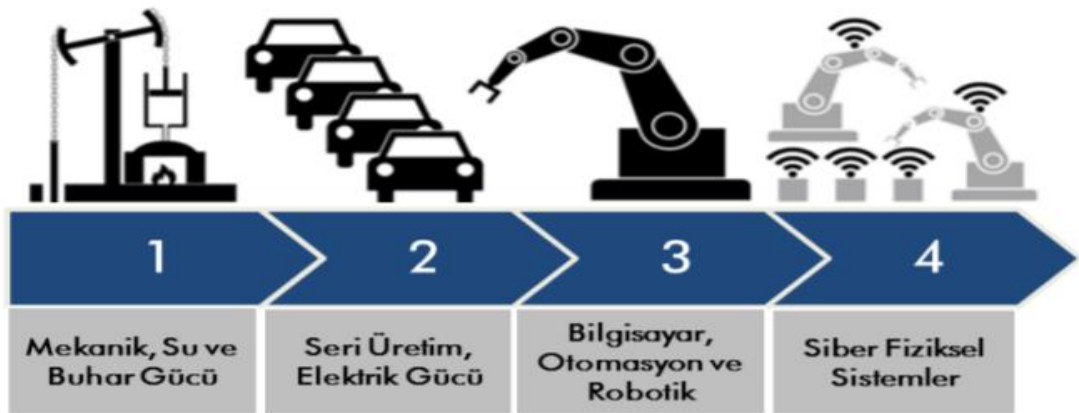 1
2
3
4
Mekanik, Su ve
Buhar Gücü
Seri Üretim,
Elektrik Gücü
Bilgisayar,
Otomasyon ve
Robotik
Siber Fiziksel
Sistemler